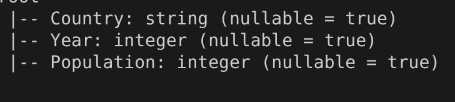 |-- Country: string (nullable = true)
|-- Year: integer (nullable = true)
|-- Population: integer (nullable = true)